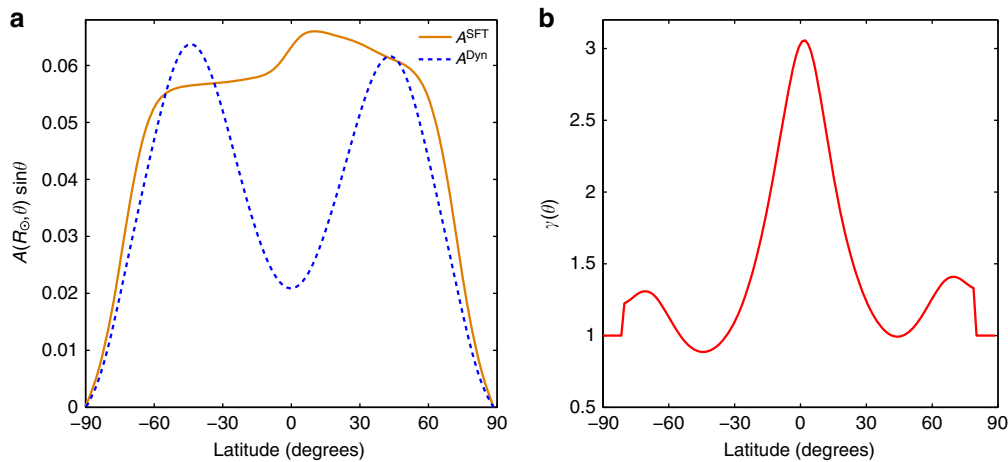 a
A^SFT
A^Dyn
A(R⊙,θ) sinθ
0.06
0.05
0.04
0.03
0.02
0.01
0
−90 −60 −30 0 30 60 90
Latitude (degrees)
b
γ(θ)
3
2.5
2
1.5
1
0.5
−90 −60 −30 0 30 60 90
Latitude (degrees)